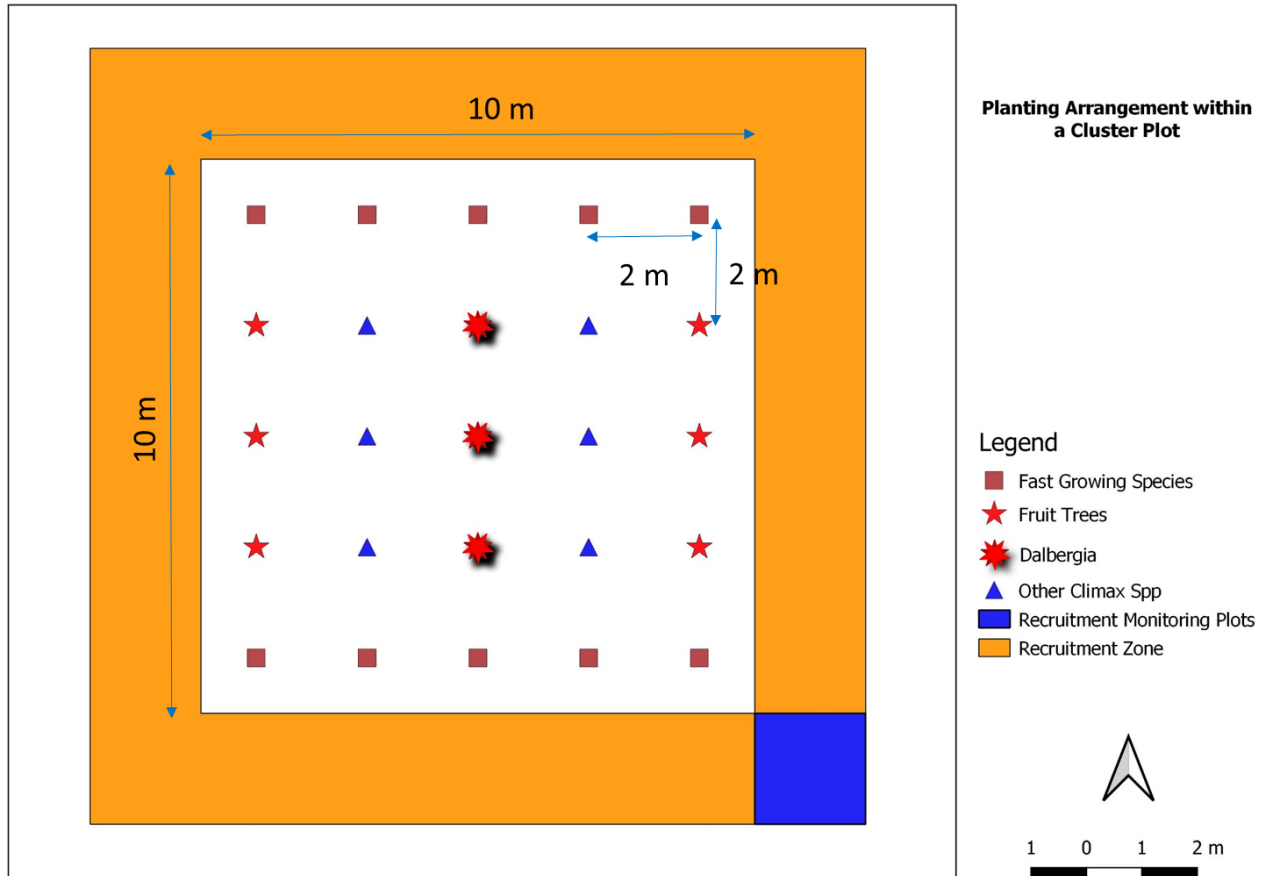 Planting Arrangement within
a Cluster Plot
10 m
10 m
2 m
2 m
Legend
Fast Growing Species
Fruit Trees
Dalbergia
Other Climax Spp
Recruitment Monitoring Plots
Recruitment Zone
1 0 1 2 m